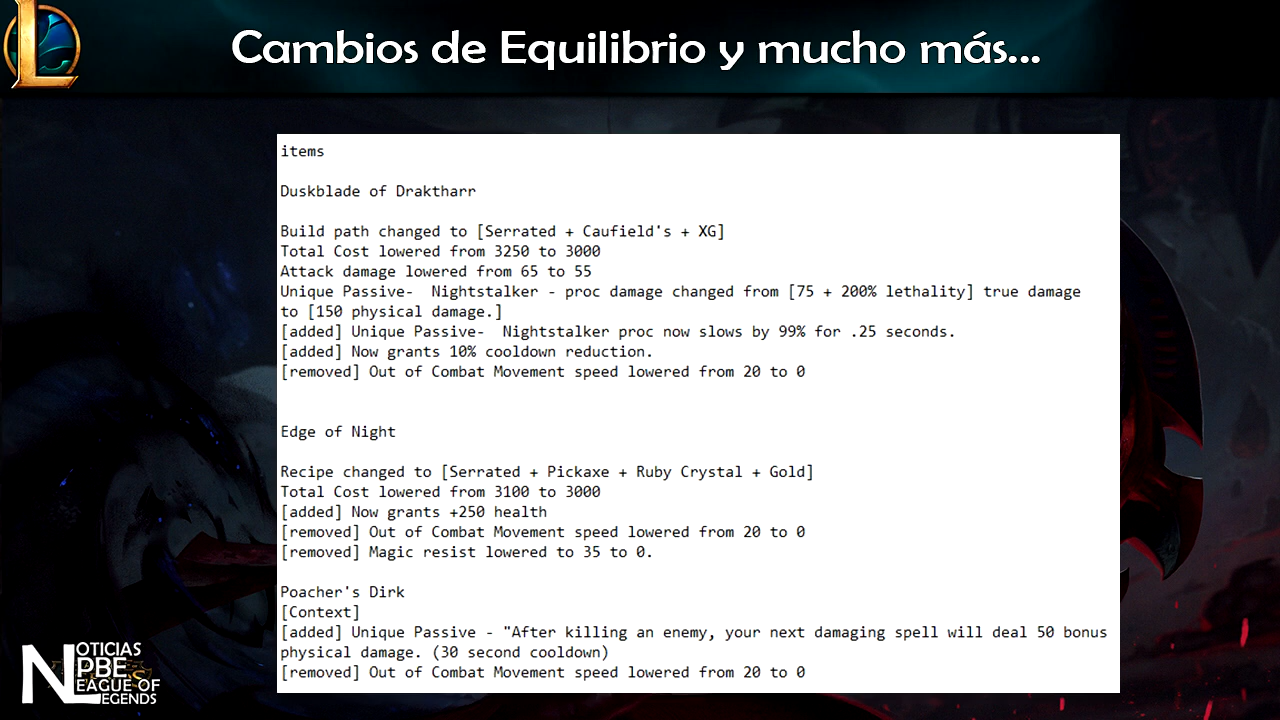 Cambios de Equilibrio y mucho más...
items
Duskblade of Draktharr
Build path changed to [Serrated + Caufield's + XG]
Total Cost lowered from 3250 to 3000
Attack damage lowered from 65 to 55
Unique Passive-  Nightstalker - proc damage changed from [75 + 200% lethality] true damage
to [150 physical damage.]
[added] Unique Passive-  Nightstalker proc now slows by 99% for .25 seconds.
[added] Now grants 10% cooldown reduction.
[removed] Out of Combat Movement speed lowered from 20 to 0
Edge of Night
Recipe changed to [Serrated + Pickaxe + Ruby Crystal + Gold]
Total Cost lowered from 3100 to 3000
[added] Now grants +250 health
[removed] Out of Combat Movement speed lowered from 20 to 0
[removed] Magic resist lowered to 35 to 0.
Poacher's Dirk
[Context]
[added] Unique Passive - "After killing an enemy, your next damaging spell will deal 50 bonus
physical damage. (30 second cooldown)
[removed] Out of Combat Movement speed lowered from 20 to 0
NOTICIAS
PBE
LEAGUE OF
LEGENDS